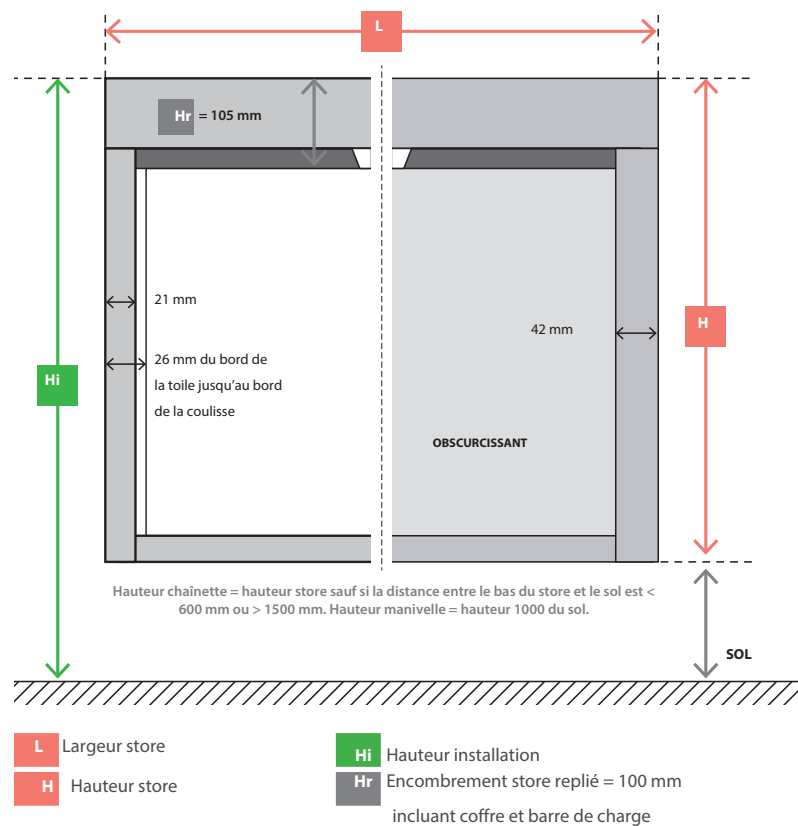 L
Hr = 105 mm
21 mm
42 mm
H
26 mm du bord de
la toile jusqu'au bord
de la coulisse
Hi
OBSCURCISSANT
Hauteur chaînette = hauteur store sauf si la distance entre le bas du store et le sol est <
600 mm ou > 1500 mm. Hauteur manivelle = hauteur 1000 du sol.
SOL
L Largeur store
H Hauteur store
Hi Hauteur installation
Hr Encombrement store replié = 100 mm
incluant coffre et barre de charge